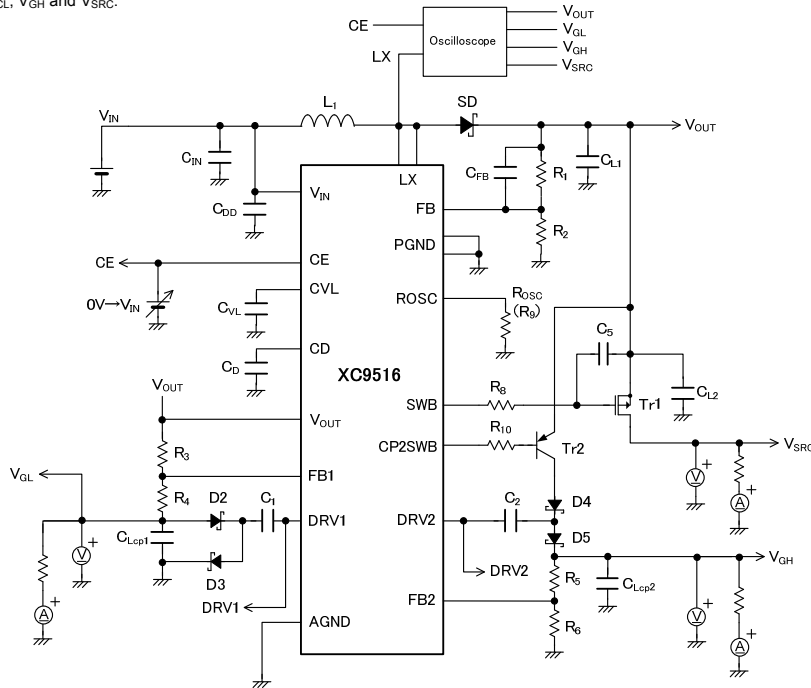 CL, VGH and VSRC.
CE
Oscilloscope
VOUT
VGL
VGH
VSRC
LX
L1
SD
VIN
VOUT
CIN
CDD
LX
VIN
CFB
R1
CL1
FB
R2
PGND
CE
CE
0V→VIN
CVL
CVL
ROSC
ROSC
(R9)
CD
CD
XC9516
C5
CL2
Tr1
VOUT
VOUT
SWB
R8
CP2SWB
R10
Tr2
VSRC
R3
FB1
VGL
R4
D2
C1
DRV1
DRV2
C2
D4
V
+
A
+
CLcp1
V
+
D3
D5
DRV2
VGH
A
+
DRV1
R5
CLcp2
FB2
AGND
R6
V
+
A
+